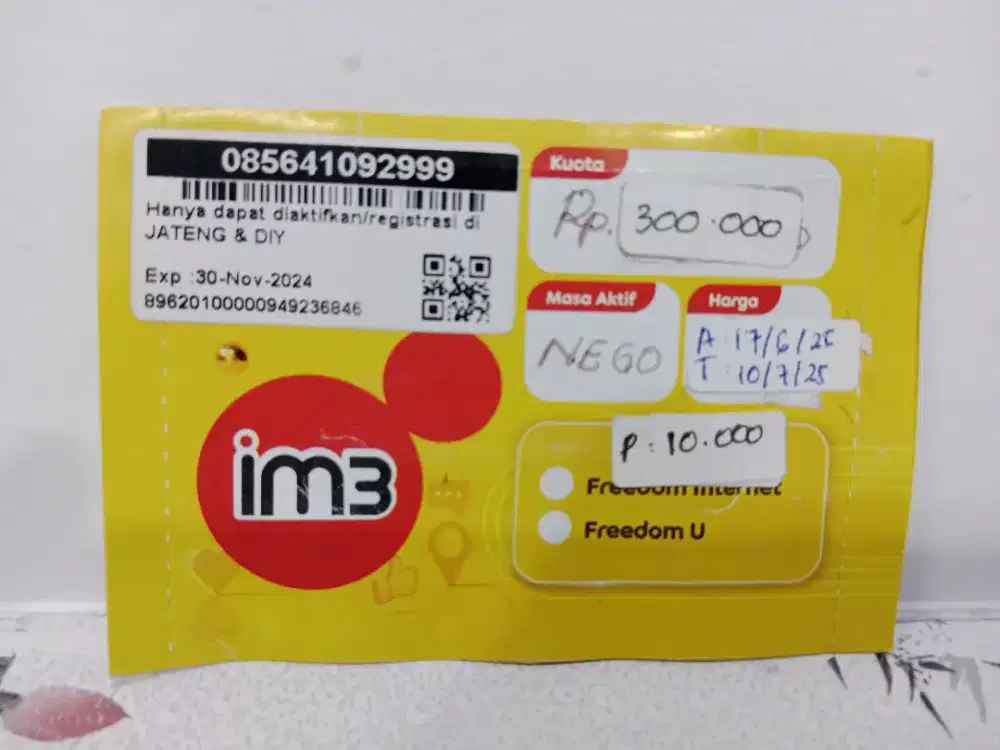 085641092999
Hanya dapat diaktifkan/registrasi di
JATENG & DIY
Exp :30-Nov-2024
89620100000949236846
Kuota
Rp. 300.000
Masa Aktif
NEGO
Harga
A : 17/6/26
T : 10/7/25
P : 10.000
Freedom Internet
Freedom U
im3